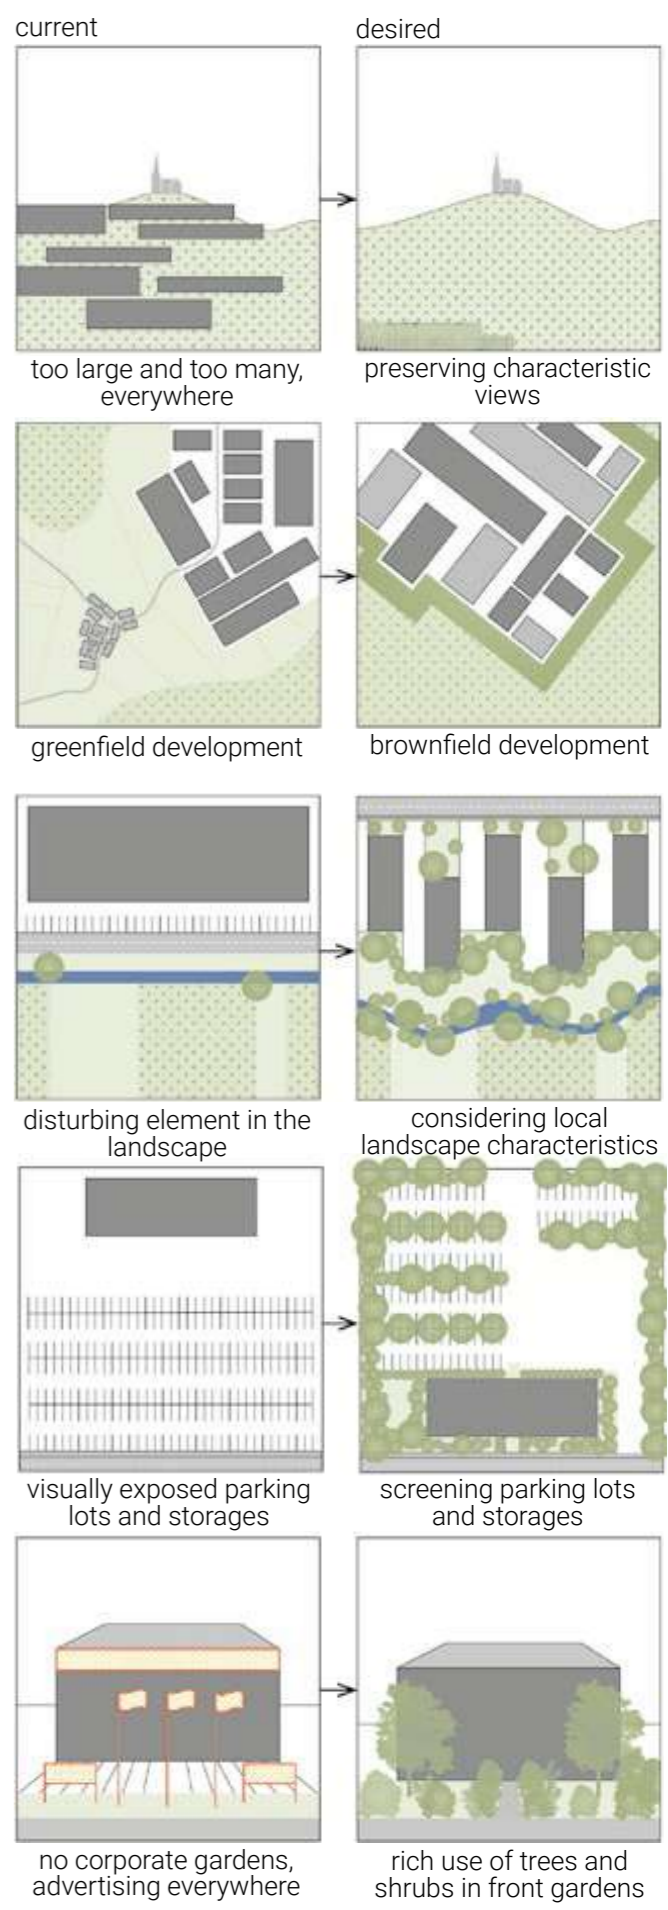 current
desired
too large and too many,
everywhere
preserving characteristic
views
greenfield development
brownfield development
disturbing element in the
landscape
considering local
landscape characteristics
visually exposed parking
lots and storages
screening parking lots
and storages
no corporate gardens,
advertising everywhere
rich use of trees and
shrubs in front gardens